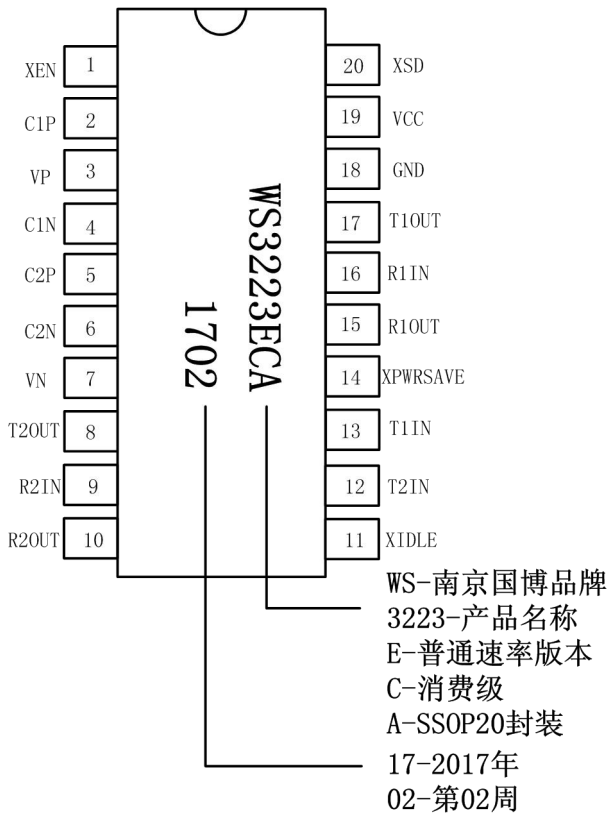 XEN 1 20 XSD
C1P 2 19 VCC
VP 3 18 GND
C1N 4 17 T1OUT
C2P 5 16 R1IN
C2N 6 15 R1OUT
VN 7 14 XPWRSAVE
T2OUT 8 13 T1IN
R2IN 9 12 T2IN
R2OUT 10 11 XIDLE
WS3223ECA
1702
WS-南京国博品牌
3223-产品名称
E-普通速率版本
C-消费级
A-SSOP20封装
17-2017年
02-第02周